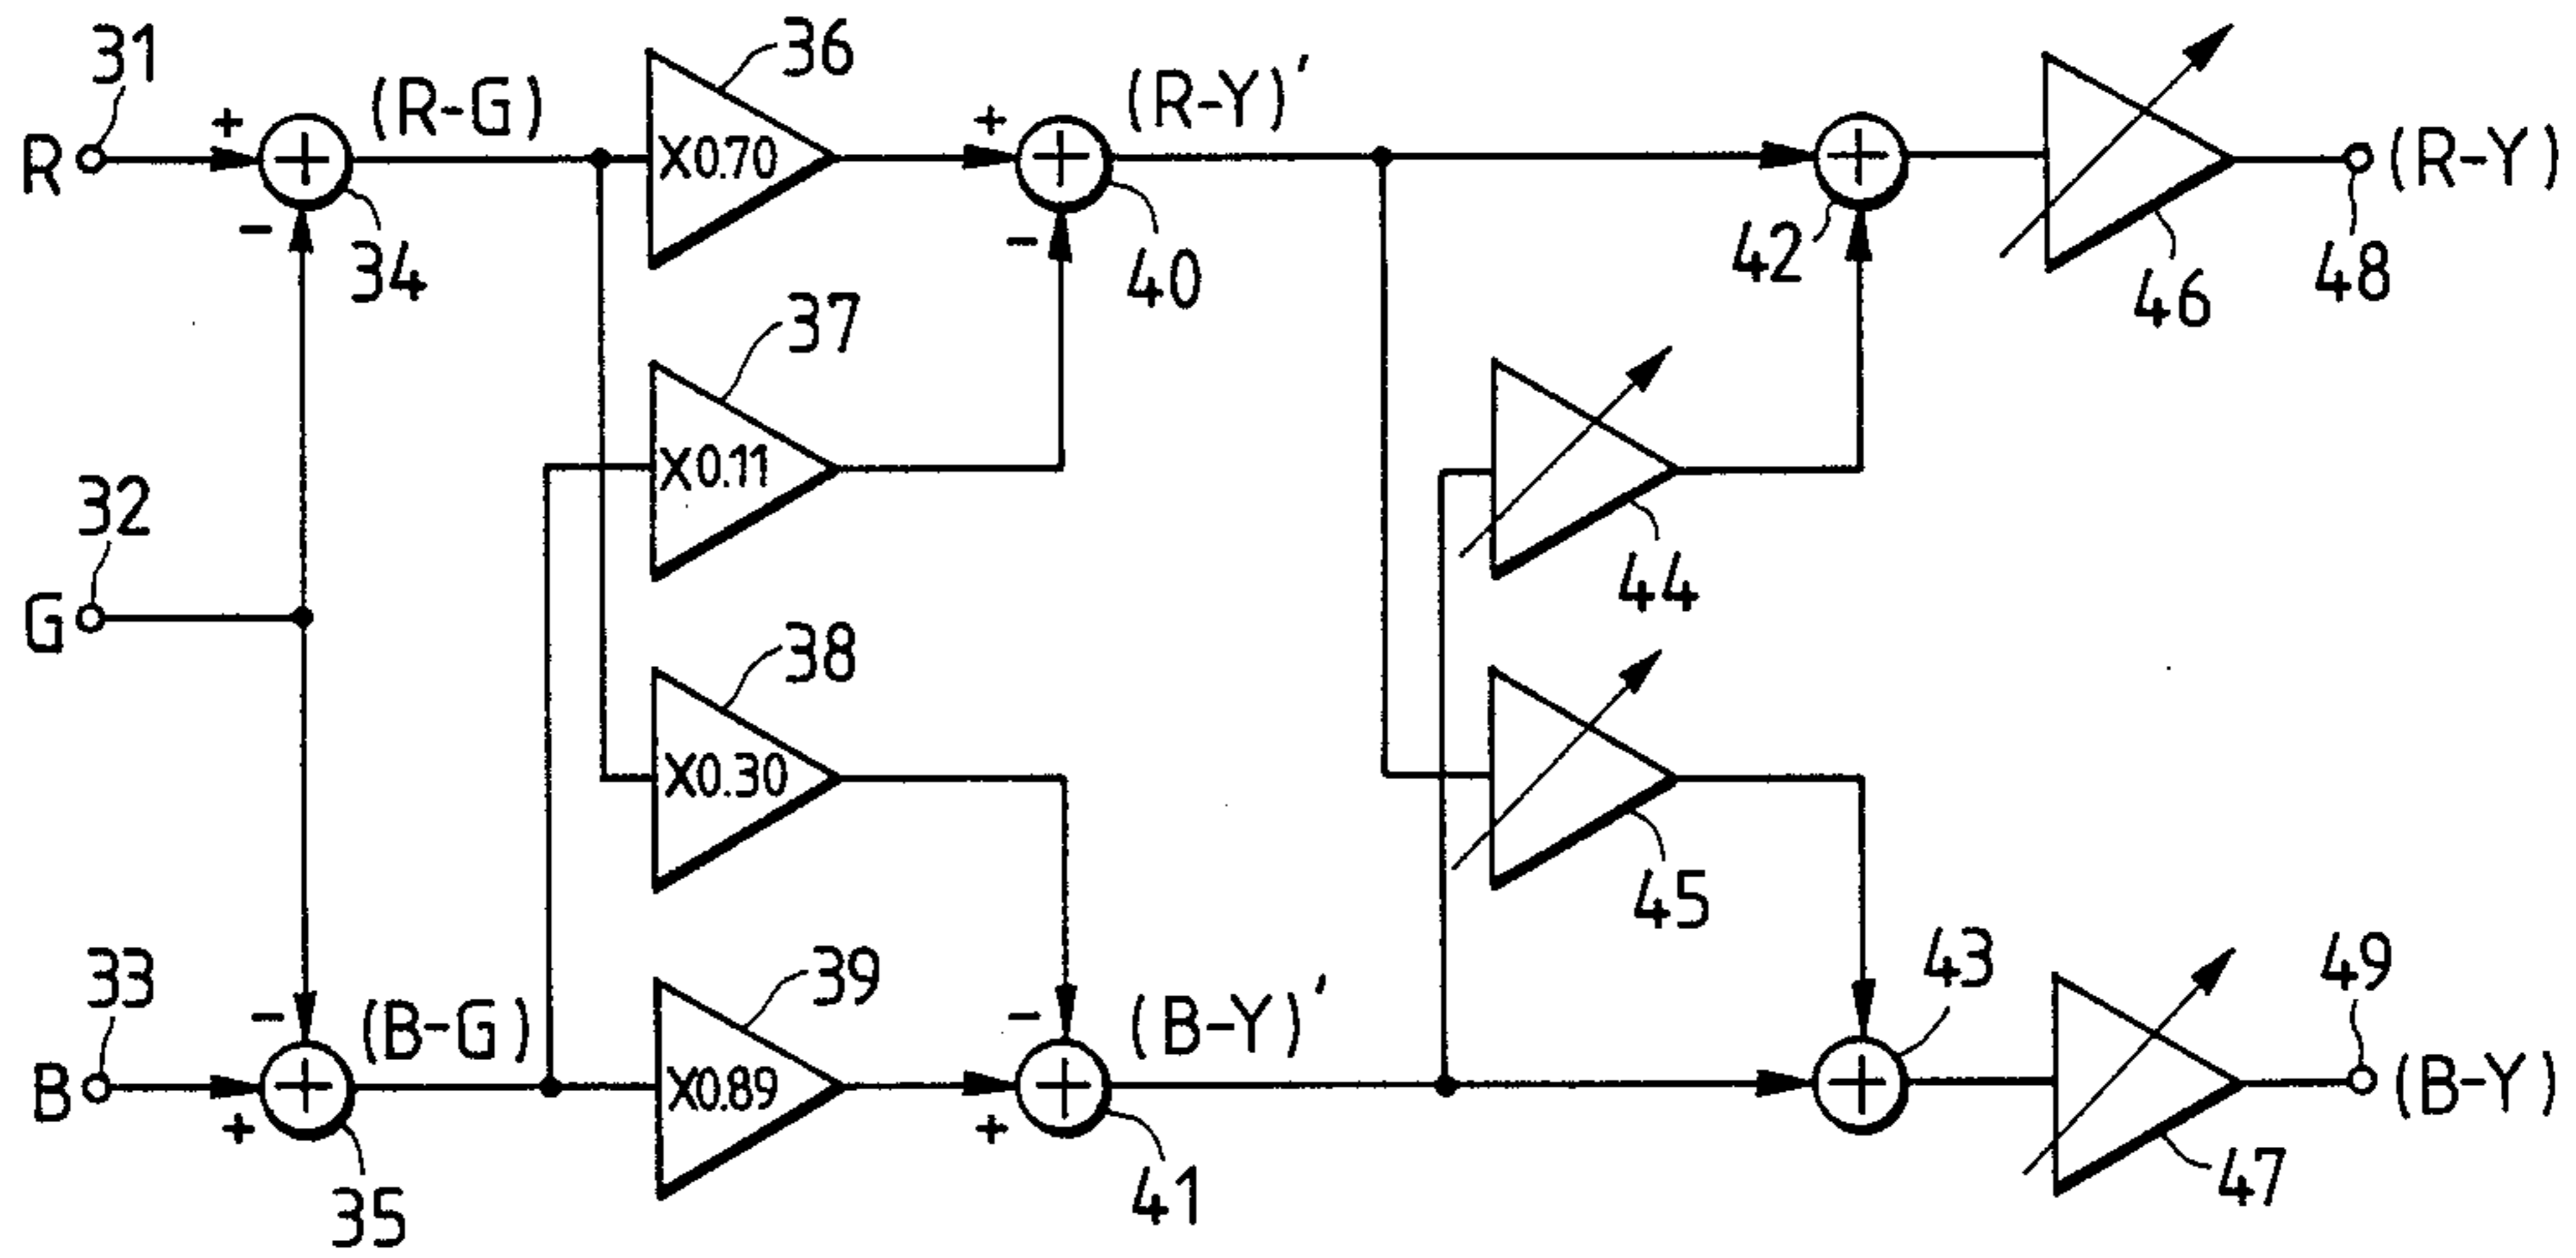 31
R
+
-
34
(R-G)
36
X0.70
+
-
(R-Y)'
40
42
46
48
(R-Y)
32
G
37
X0.11
44
38
X0.30
45
33
B
-
+
35
(B-G)
39
X0.89
-
+
(B-Y)'
41
43
47
49
(B-Y)